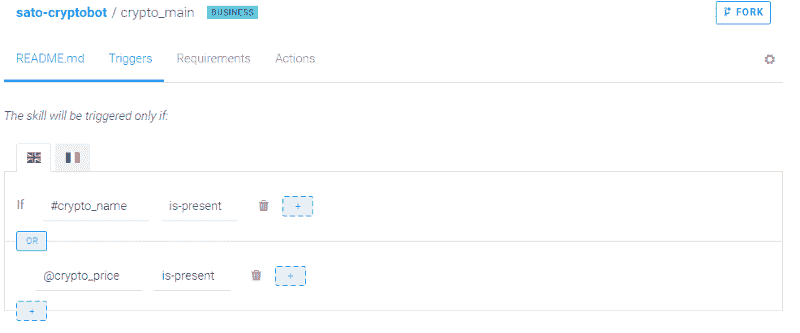 sato-cryptobot / crypto_main BUSINESS FORK
README.md Triggers Requirements Actions
The skill will be triggered only if:
If #crypto_name is-present +
OR
@crypto_price is-present +
+